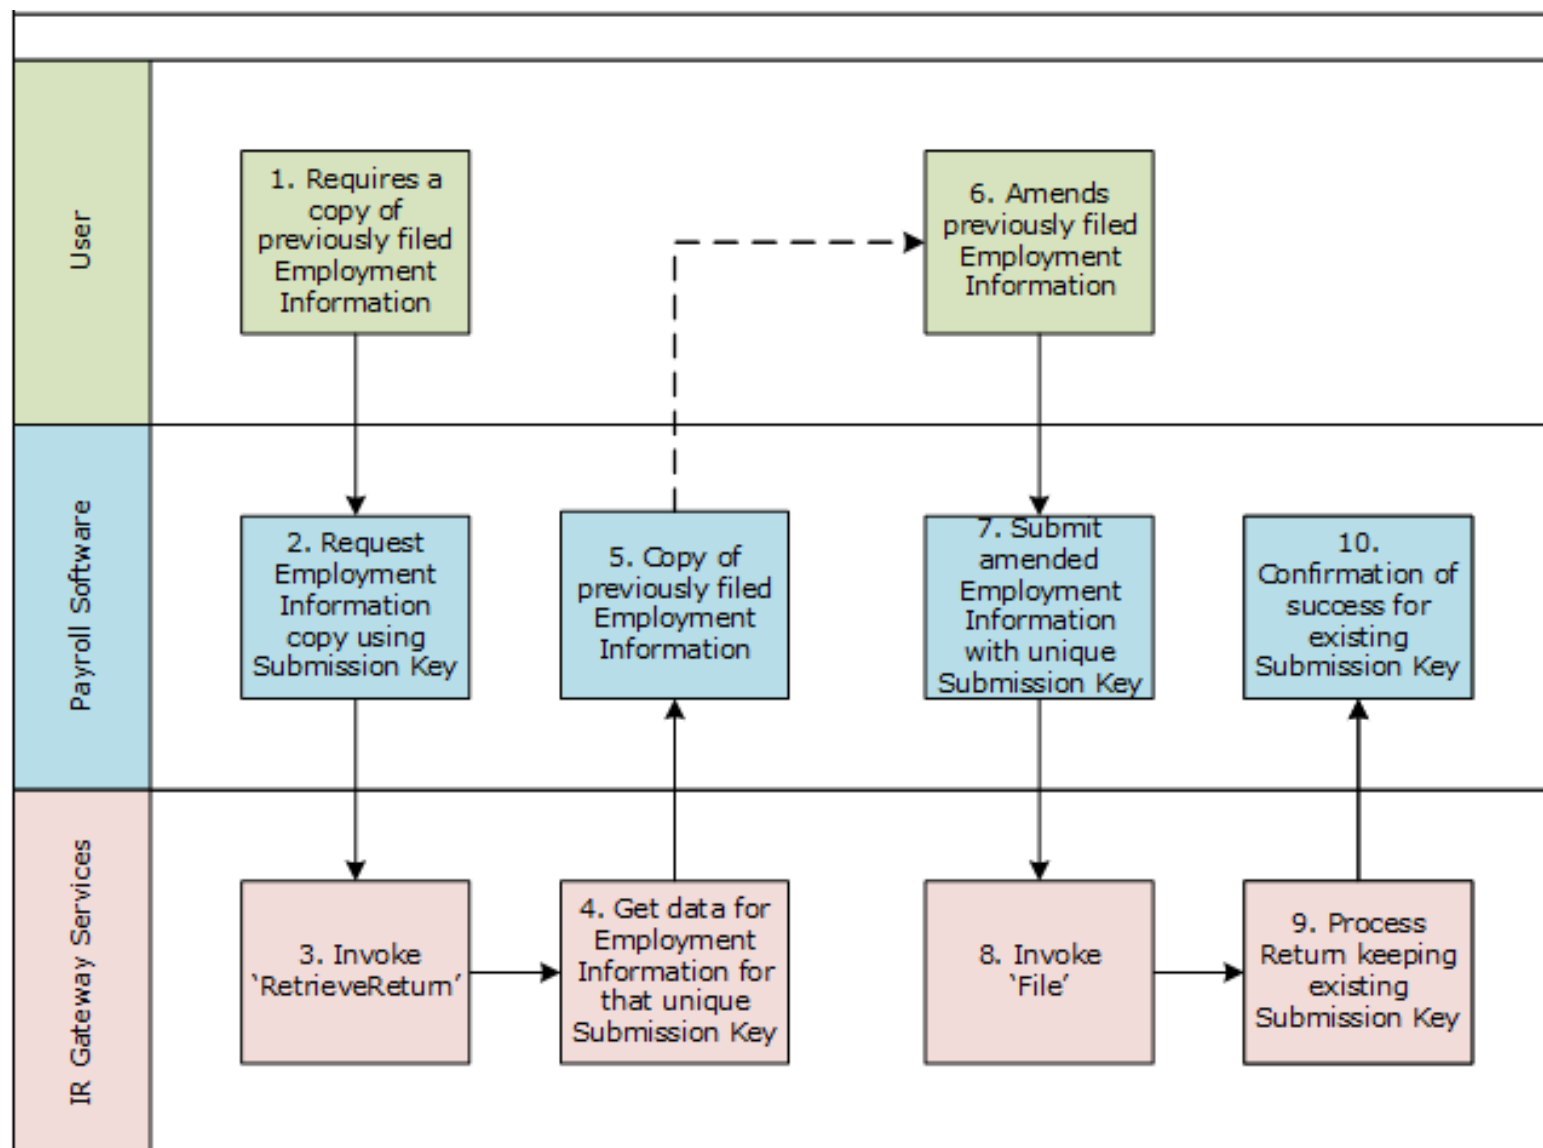 User
1. Requires a
copy of
previously filed
Employment
Information
6. Amends
previously filed
Employment
Information
Payroll Software
2. Request
Employment
Information
copy using
Submission Key
5. Copy of
previously filed
Employment
Information
7. Submit
amended
Employment
Information
with unique
Submission Key
10.
Confirmation of
success for
existing
Submission Key
IR Gateway Services
3. Invoke
‘RetrieveReturn’
4. Get data for
Employment
Information for
that unique
Submission Key
8. Invoke
‘File’
9. Process
Return keeping
existing
Submission Key